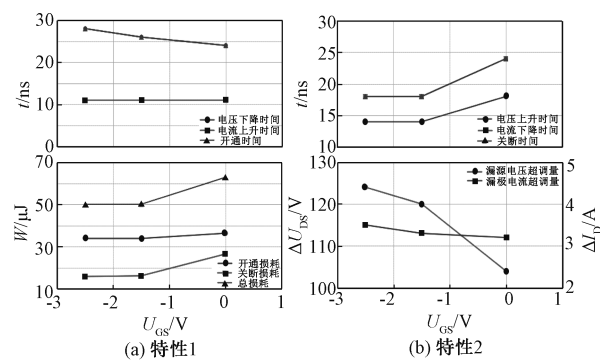 30
20
10
0
t/ns
电压下降时间
电流上升时间
开通时间
70
50
30
10
W/μJ
开通损耗
关断损耗
总损耗
-3 -2 -1 0 1
U_GS/V
(a) 特性1
30
25
20
15
10
t/ns
电压上升时间
电流下降时间
关断时间
130
120
110
100
ΔU_DS/V
漏源电压超调量
漏极电流超调量
5
4
3
2
ΔI_D/A
-3 -2 -1 0 1
U_GS/V
(b) 特性2